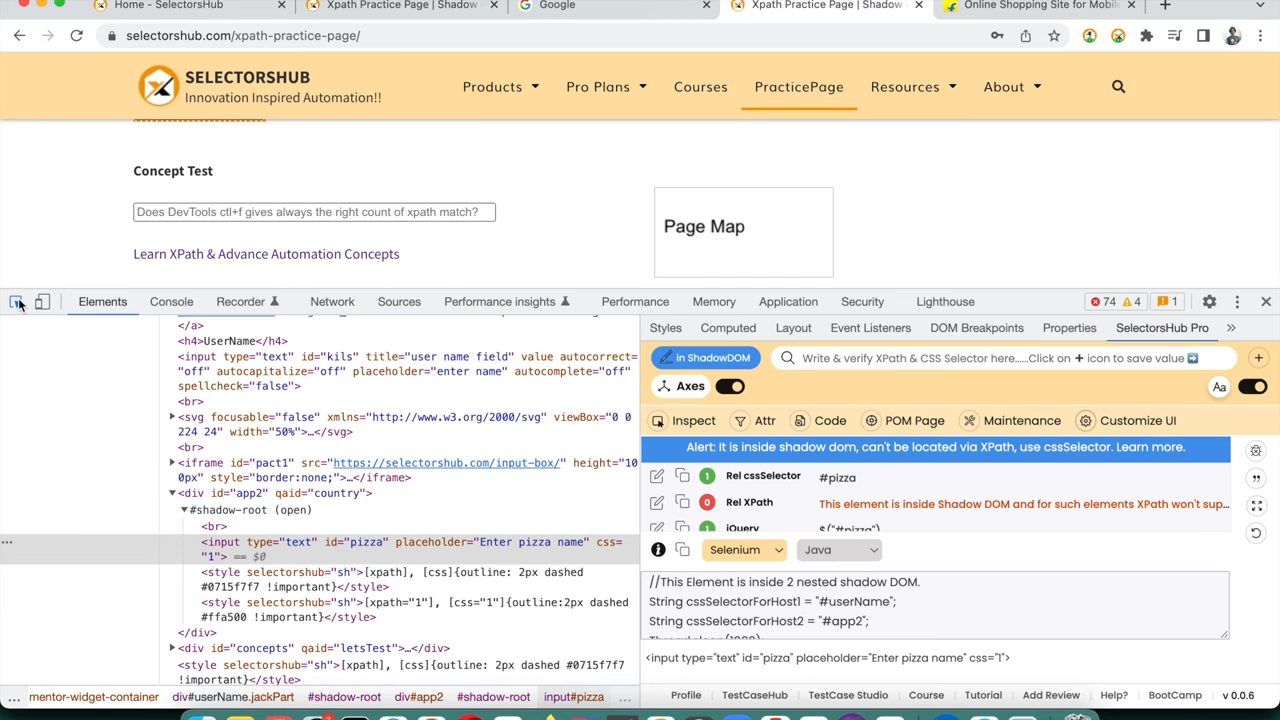 Home - SelectorsHub
Xpath Practice Page | Shadow
Google
Xpath Practice Page | Shadow
Online Shopping Site for Mobil
selectorshub.com/xpath-practice-page/
SELECTORSHUB
Innovation Inspired Automation!!
Products
Pro Plans
Courses
PracticePage
Resources
About
Concept Test
Does DevTools ctl+f gives always the right count of xpath match?
Page Map
Learn XPath & Advance Automation Concepts
Elements
Console
Recorder
Network
Sources
Performance insights
Performance
Memory
Application
Security
Lighthouse
74
4
1
</a>
<h4>UserName</h4>
<input type="text" id="kils" title="user name field" value autocorrect=
"off" autocapitalize="off" placeholder="enter name" autocomplete="off"
spellcheck="false">
<br>
<svg focusable="false" xmlns="http://www.w3.org/2000/svg" viewBox="0 0
224 24" width="50%">…</svg>
<br>
<iframe id="pact1" src="https://selectorshub.com/input-box/" height="10
0px" style="border:none;">…</iframe>
<div id="app2" qaid="country">
#shadow-root (open)
<br>
<input type="text" id="pizza" placeholder="Enter pizza name" css=
"1"> == $0
<style selectorshub="sh">[xpath], [css]{outline: 2px dashed
#0715f7f7 !important}</style>
<style selectorshub="sh">[xpath="1"], [css="1"]{outline:2px dashed
#ffa500 !important}</style>
</div>
<div id="concepts" qaid="letsTest">…</div>
<style selectorshub="sh">[xpath], [css]{outline: 2px dashed #0715f7f7
!important}</style>
… mentor-widget-container div#userName.jackPart #shadow-root div#app2 #shadow-root input#pizza …
Styles
Computed
Layout
Event Listeners
DOM Breakpoints
Properties
SelectorsHub Pro
»
in ShadowDOM
Write & verify XPath & CSS Selector here......Click on + icon to save value
Axes
Aa
Inspect
Attr
Code
POM Page
Maintenance
Customize UI
Alert: It is inside shadow dom, can't be located via XPath, use cssSelector. Learn more.
1 Rel cssSelector #pizza
0 Rel XPath This element is inside Shadow DOM and for such elements XPath won't sup...
1 jQuery $("#pizza")
Selenium
Java
//This Element is inside 2 nested shadow DOM.
String cssSelectorForHost1 = "#userName";
String cssSelectorForHost2 = "#app2";
Thread.sleep(1000)
<input type="text" id="pizza" placeholder="Enter pizza name" css="1">
Profile
TestCaseHub
TestCase Studio
Course
Tutorial
Add Review
Help?
BootCamp
v 0.0.6